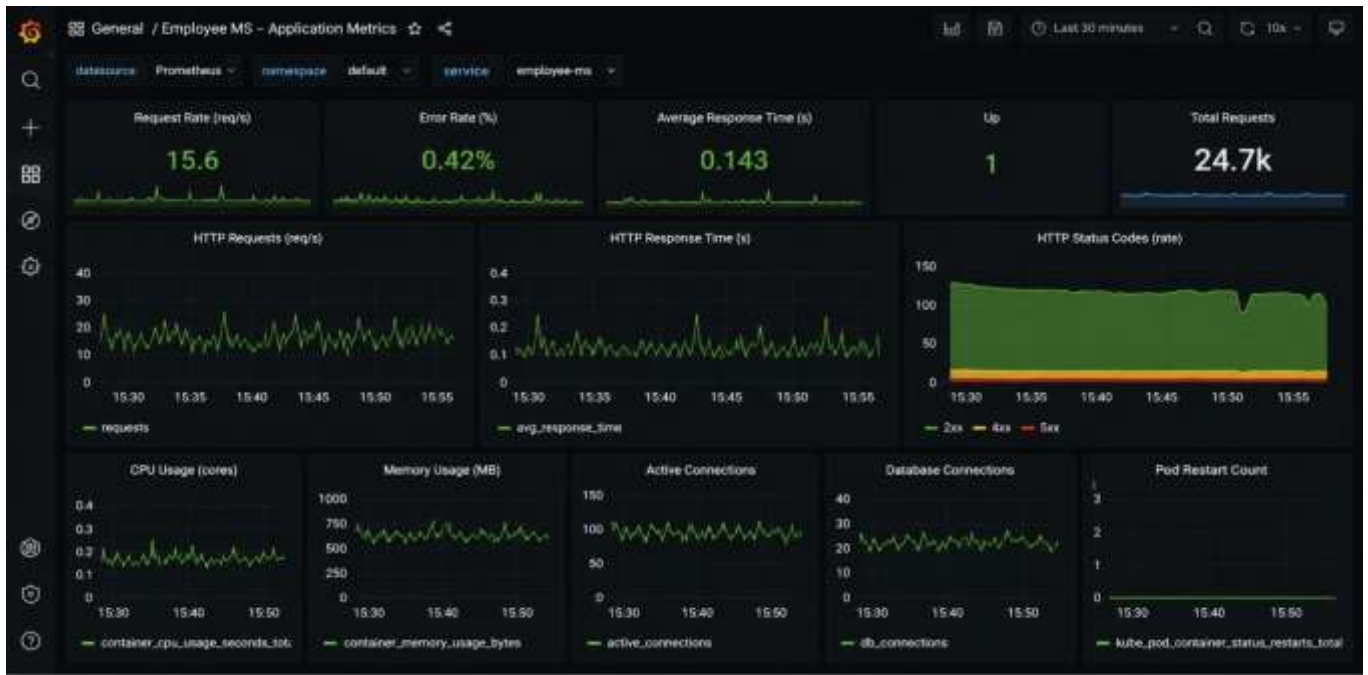 General / Employee MS – Application Metrics
Last 30 minutes
10s
datasource Prometheus namespace default service employee-ms
Request Rate (req/s)
15.6
Error Rate (%)
0.42%
Average Response Time (s)
0.143
Up
1
Total Requests
24.7k
HTTP Requests (req/s)
40
30
20
10
0
15:30 15:35 15:40 15:45 15:50 15:55
requests
HTTP Response Time (s)
0.4
0.3
0.2
0.1
0
15:30 15:35 15:40 15:45 15:50 15:55
avg_response_time
HTTP Status Codes (rate)
150
100
50
0
15:30 15:35 15:40 15:45 15:50 15:55
2xx 4xx 5xx
CPU Usage (cores)
0.4
0.3
0.2
0.1
0
15:30 15:40 15:50
container_cpu_usage_seconds_tot
Memory Usage (MB)
1000
750
500
250
0
15:30 15:40 15:50
container_memory_usage_bytes
Active Connections
150
100
50
0
15:30 15:40 15:50
active_connections
Database Connections
40
30
20
10
0
15:30 15:40 15:50
db_connections
Pod Restart Count
3
2
1
0
15:30 15:40 15:50
kube_pod_container_status_restarts_total